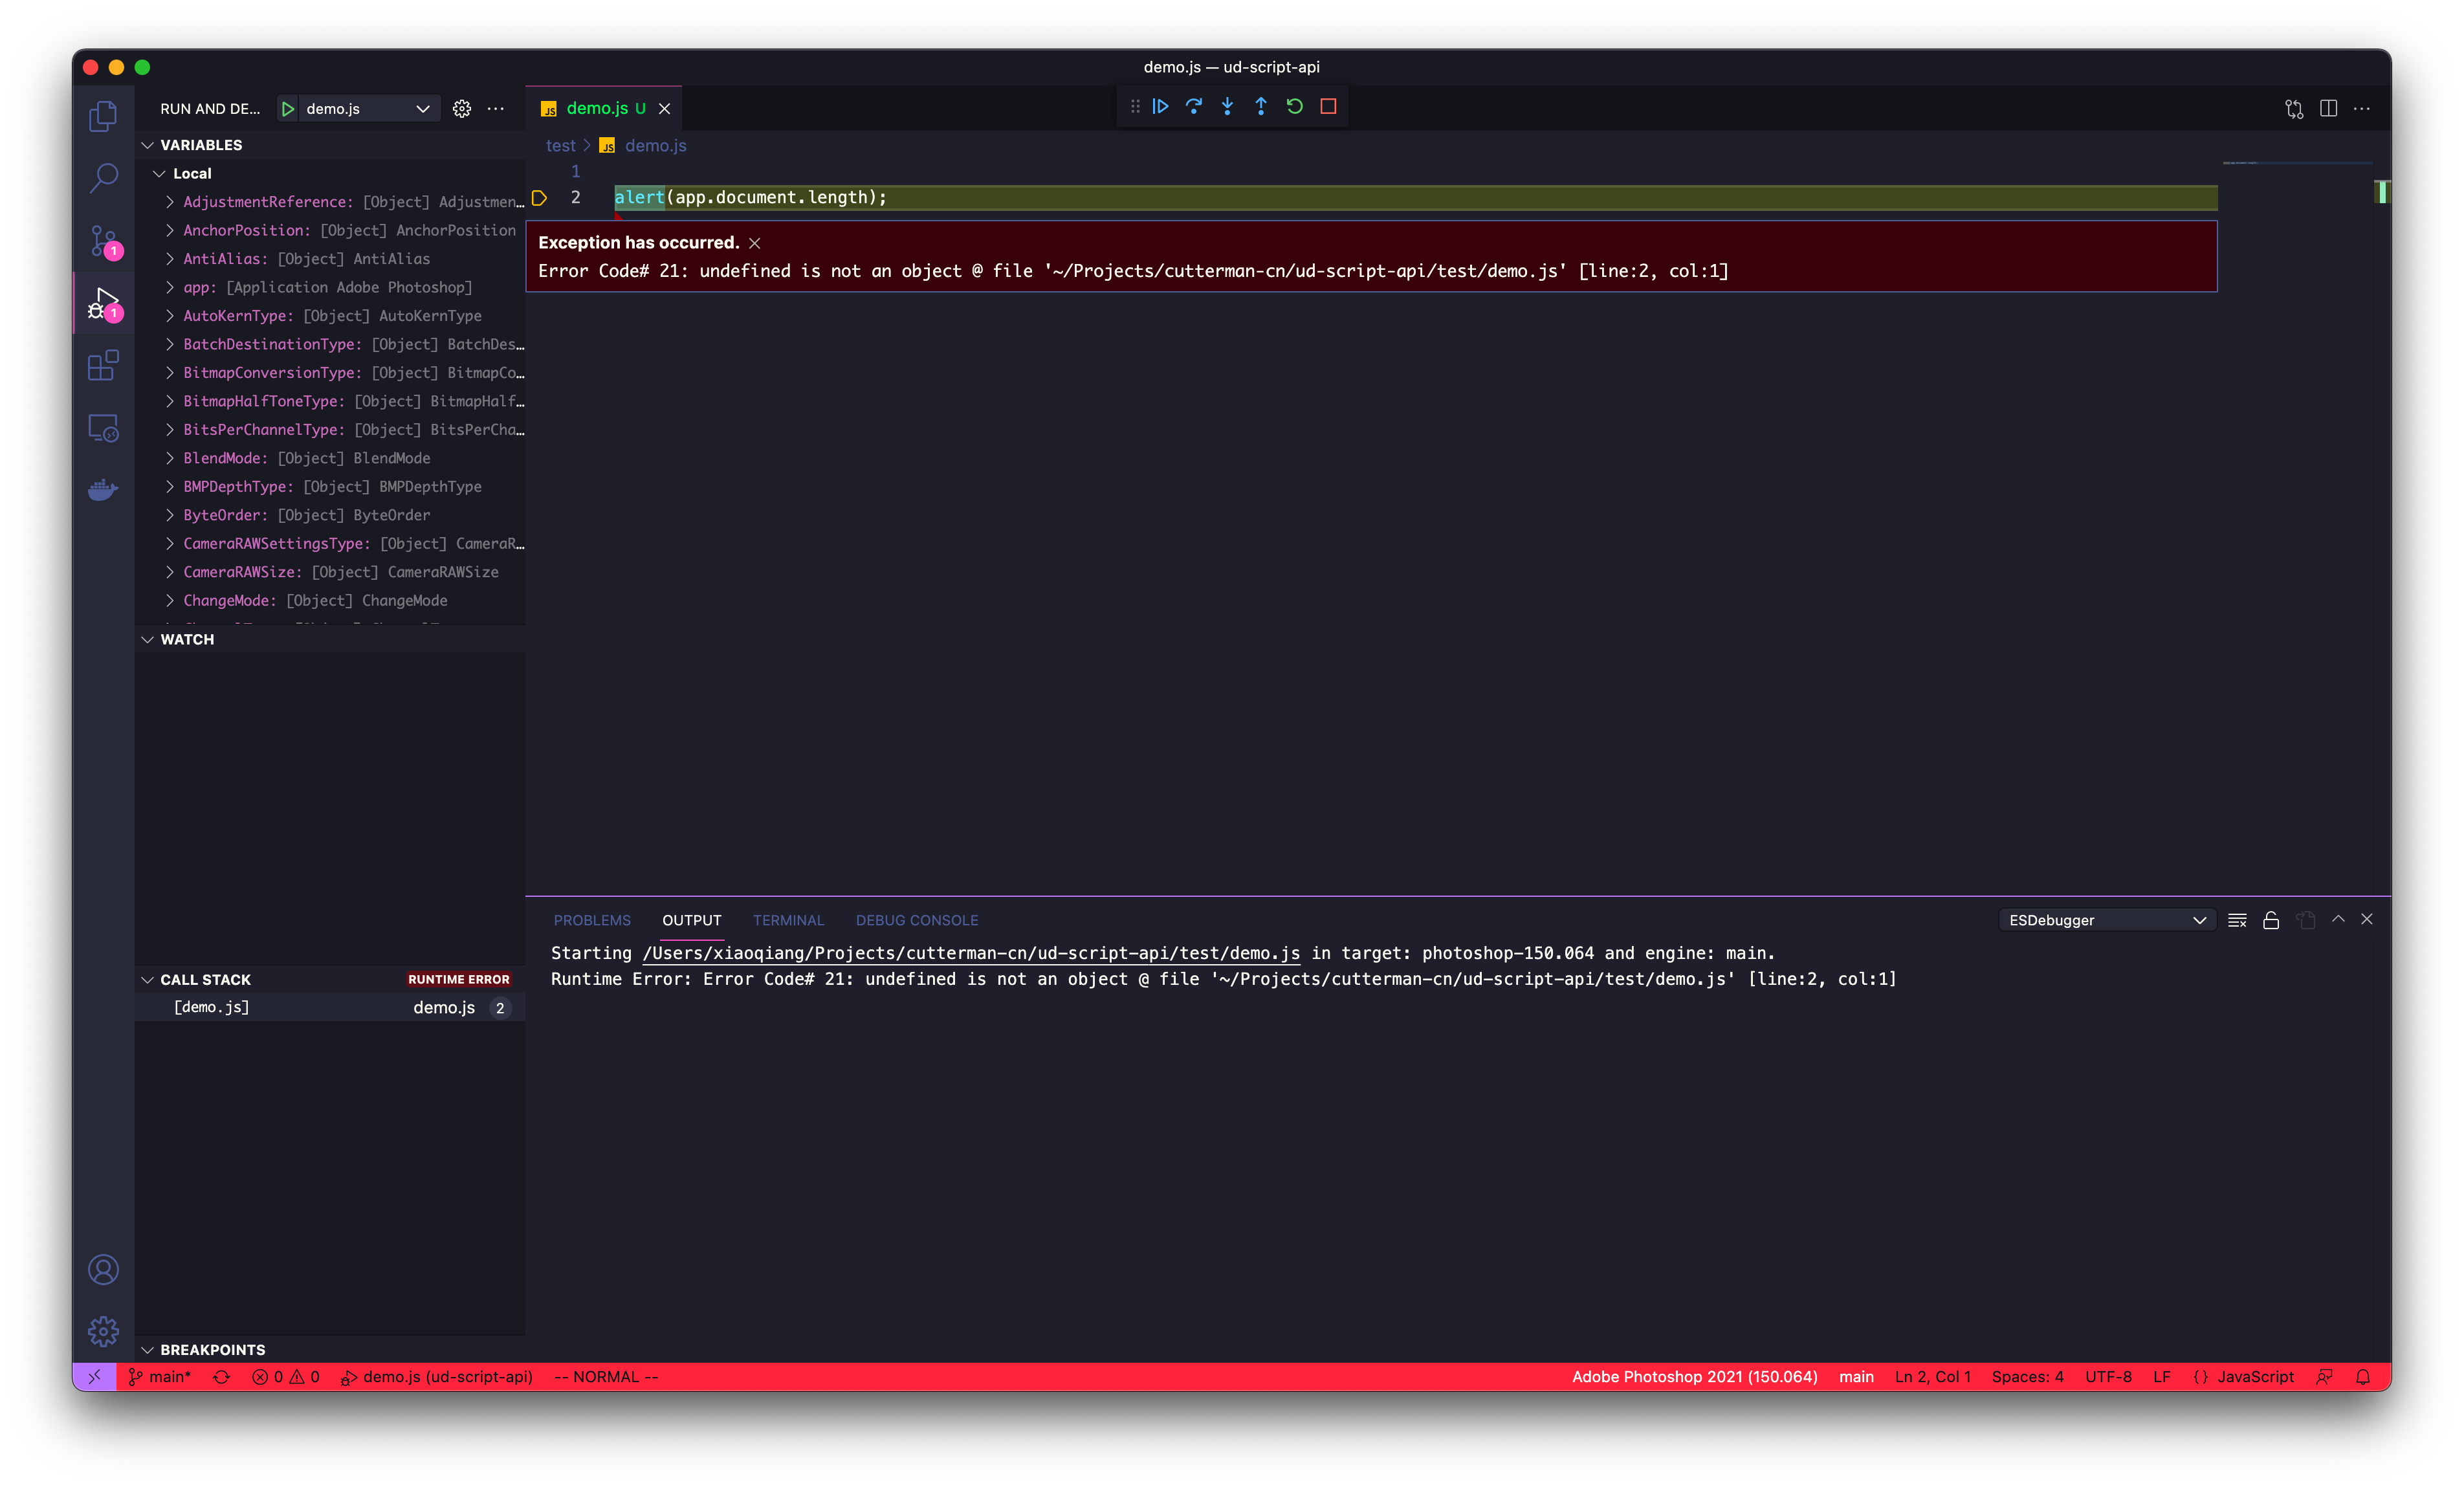 demo.js — ud-script-api
RUN AND DE...
demo.js
JS demo.js U
VARIABLES
test > JS demo.js
Local
1
AdjustmentReference: [Object] Adjustmen…
2 alert(app.document.length);
AnchorPosition: [Object] AnchorPosition
Exception has occurred.
1
AntiAlias: [Object] AntiAlias
Error Code# 21: undefined is not an object @ file '~/Projects/cutterman-cn/ud-script-api/test/demo.js' [line:2, col:1]
app: [Application Adobe Photoshop]
1
AutoKernType: [Object] AutoKernType
BatchDestinationType: [Object] BatchDes…
BitmapConversionType: [Object] BitmapCo…
BitmapHalfToneType: [Object] BitmapHalf…
BitsPerChannelType: [Object] BitsPerCha…
BlendMode: [Object] BlendMode
BMPDepthType: [Object] BMPDepthType
ByteOrder: [Object] ByteOrder
CameraRAWSettingsType: [Object] CameraR…
CameraRAWSize: [Object] CameraRAWSize
ChangeMode: [Object] ChangeMode
WATCH
PROBLEMS OUTPUT TERMINAL DEBUG CONSOLE
ESDebugger
Starting /Users/xiaoqiang/Projects/cutterman-cn/ud-script-api/test/demo.js in target: photoshop-150.064 and engine: main.
Runtime Error: Error Code# 21: undefined is not an object @ file '~/Projects/cutterman-cn/ud-script-api/test/demo.js' [line:2, col:1]
CALL STACK RUNTIME ERROR
[demo.js] demo.js 2
BREAKPOINTS
main* 0 0 demo.js (ud-script-api) -- NORMAL -- Adobe Photoshop 2021 (150.064) main Ln 2, Col 1 Spaces: 4 UTF-8 LF {} JavaScript